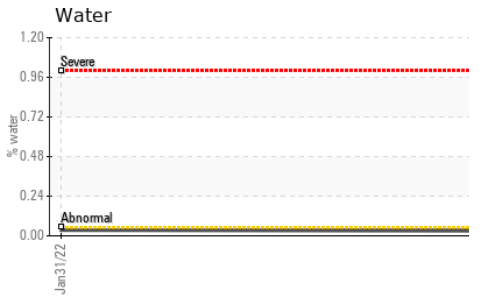 Water
1.20
Severe
0.96
0.72
% water
0.48
0.24
Abnormal
0.00
Jan31/22